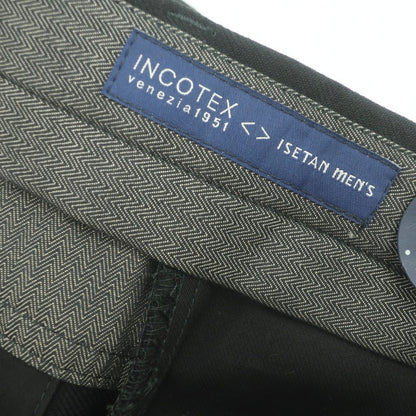 INCOTEX
venezia1951
<> ISETAN MEN'S